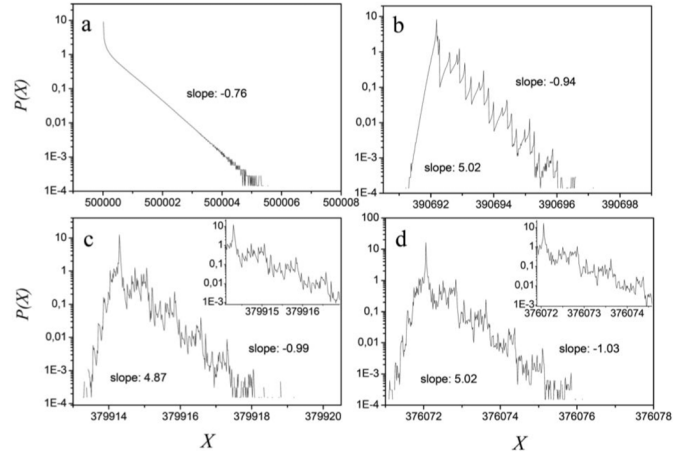 a
P(X)
10
1
0,1
0,01
1E-3
1E-4
slope: -0.76
500000 500002 500004 500006 500008
b
10
1
0,1
0,01
1E-3
1E-4
slope: -0.94
slope: 5.02
390692 390694 390696 390698
c
P(X)
10
1
0,1
0,01
1E-3
1E-4
10
1
0,1
0,01
1E-3
379915 379916
slope: 4.87
slope: -0.99
379914 379916 379918 379920
X
d
100
10
1
0,1
0,01
1E-3
1E-4
10
1
0,1
0,01
1E-3
376072 376073 376074
slope: 5.02
slope: -1.03
376072 376074 376076 376078
X